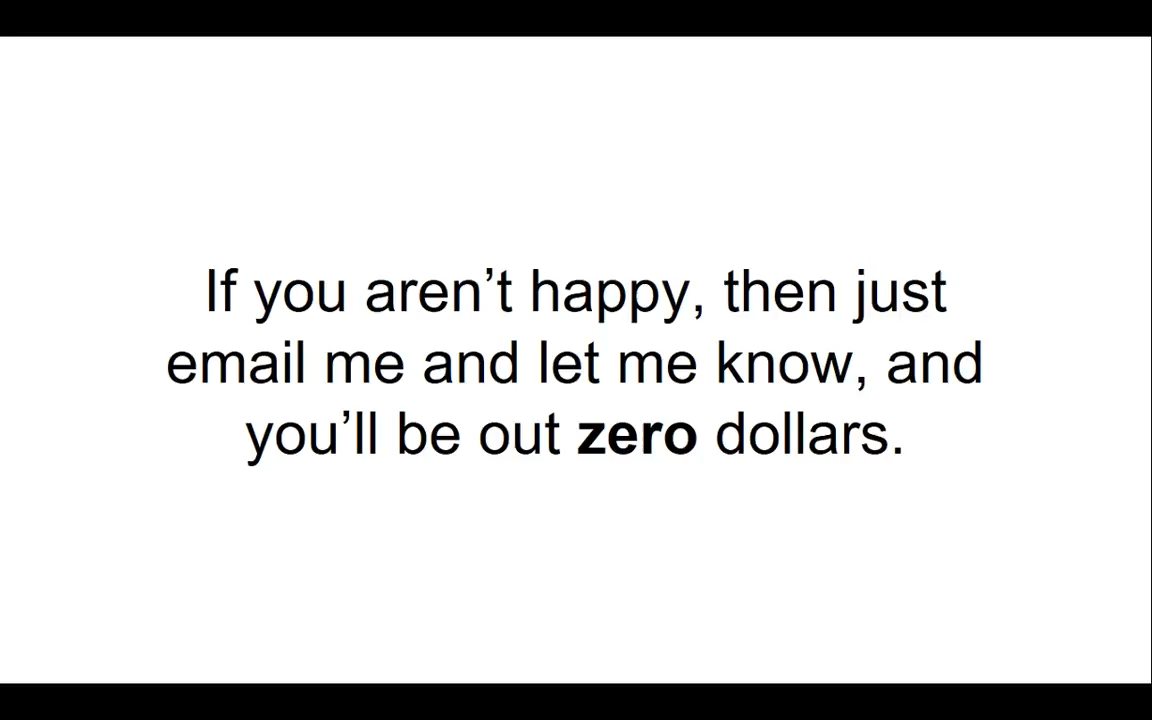 If you aren’t happy, then just
email me and let me know, and
you’ll be out zero dollars.